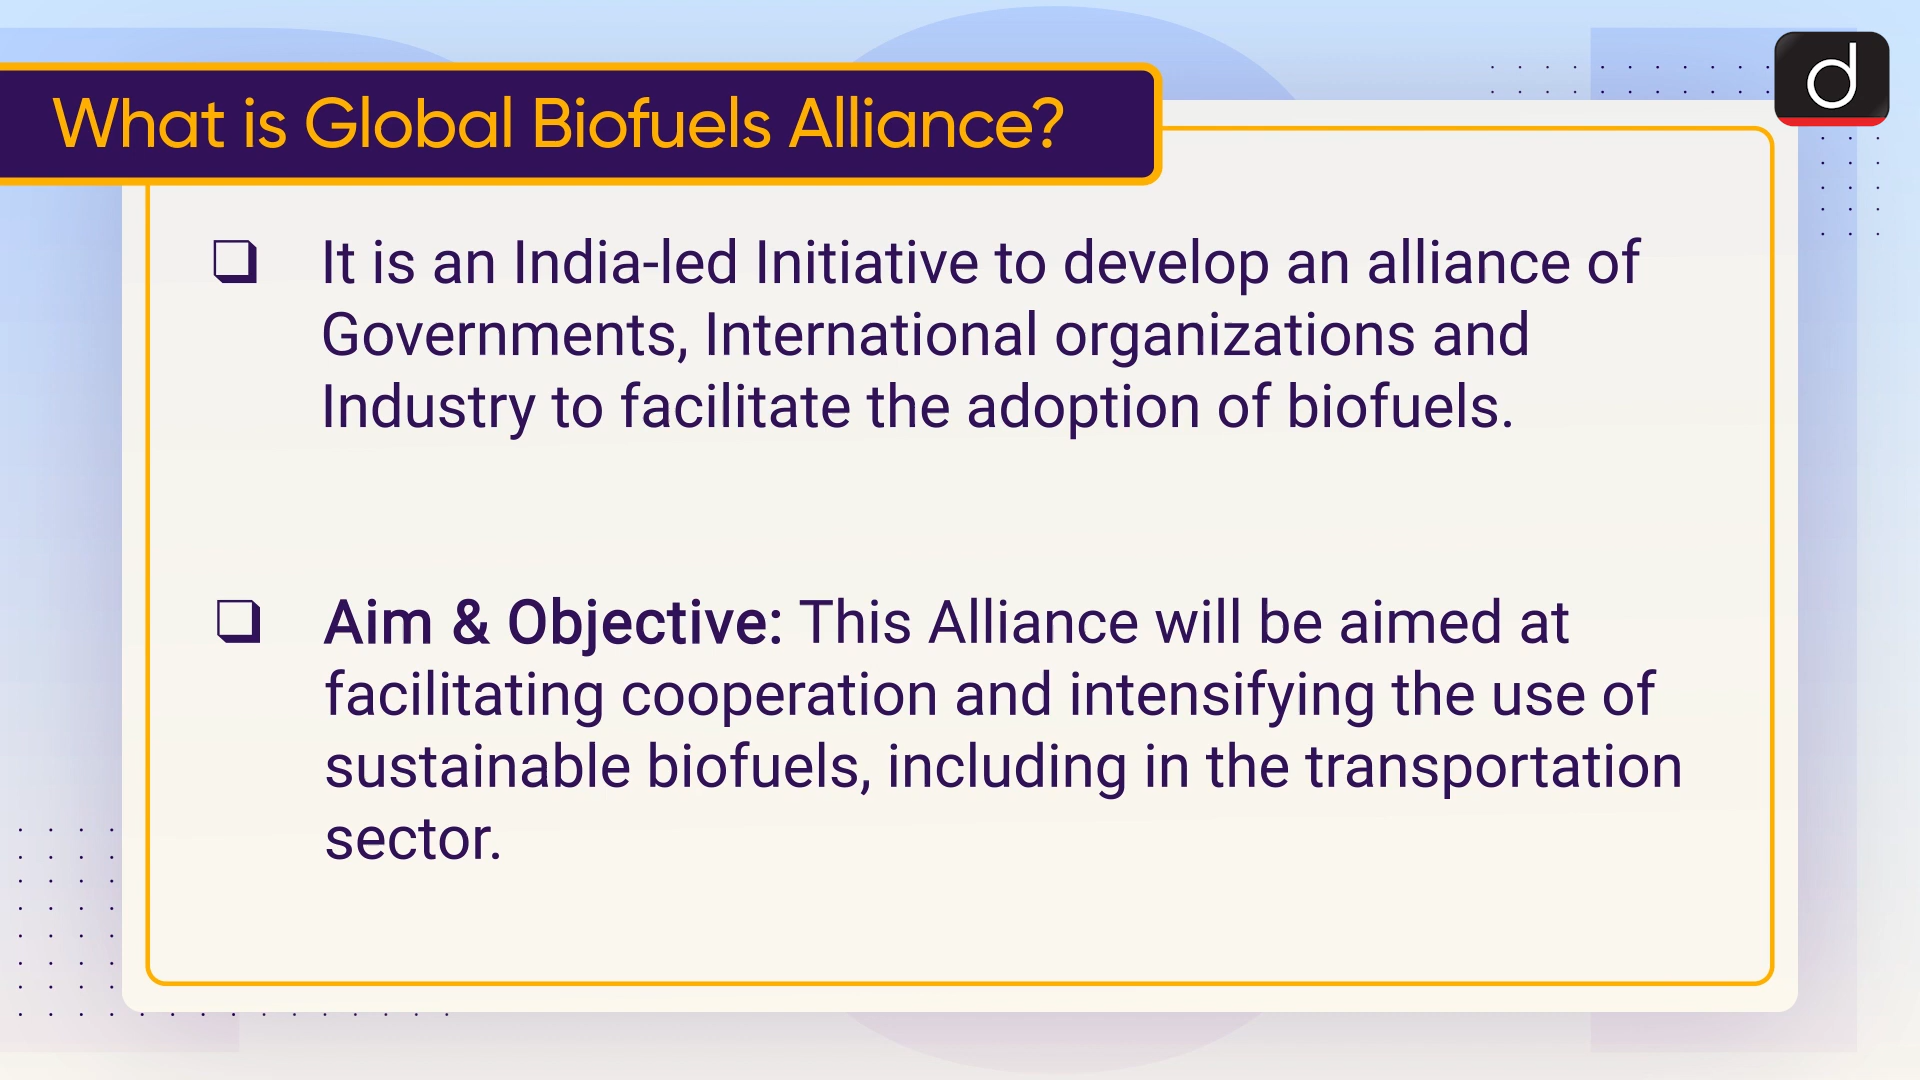 What is Global Biofuels Alliance?
d
❑ It is an India-led Initiative to develop an alliance of
Governments, International organizations and
Industry to facilitate the adoption of biofuels.
❑ Aim & Objective: This Alliance will be aimed at
facilitating cooperation and intensifying the use of
sustainable biofuels, including in the transportation
sector.